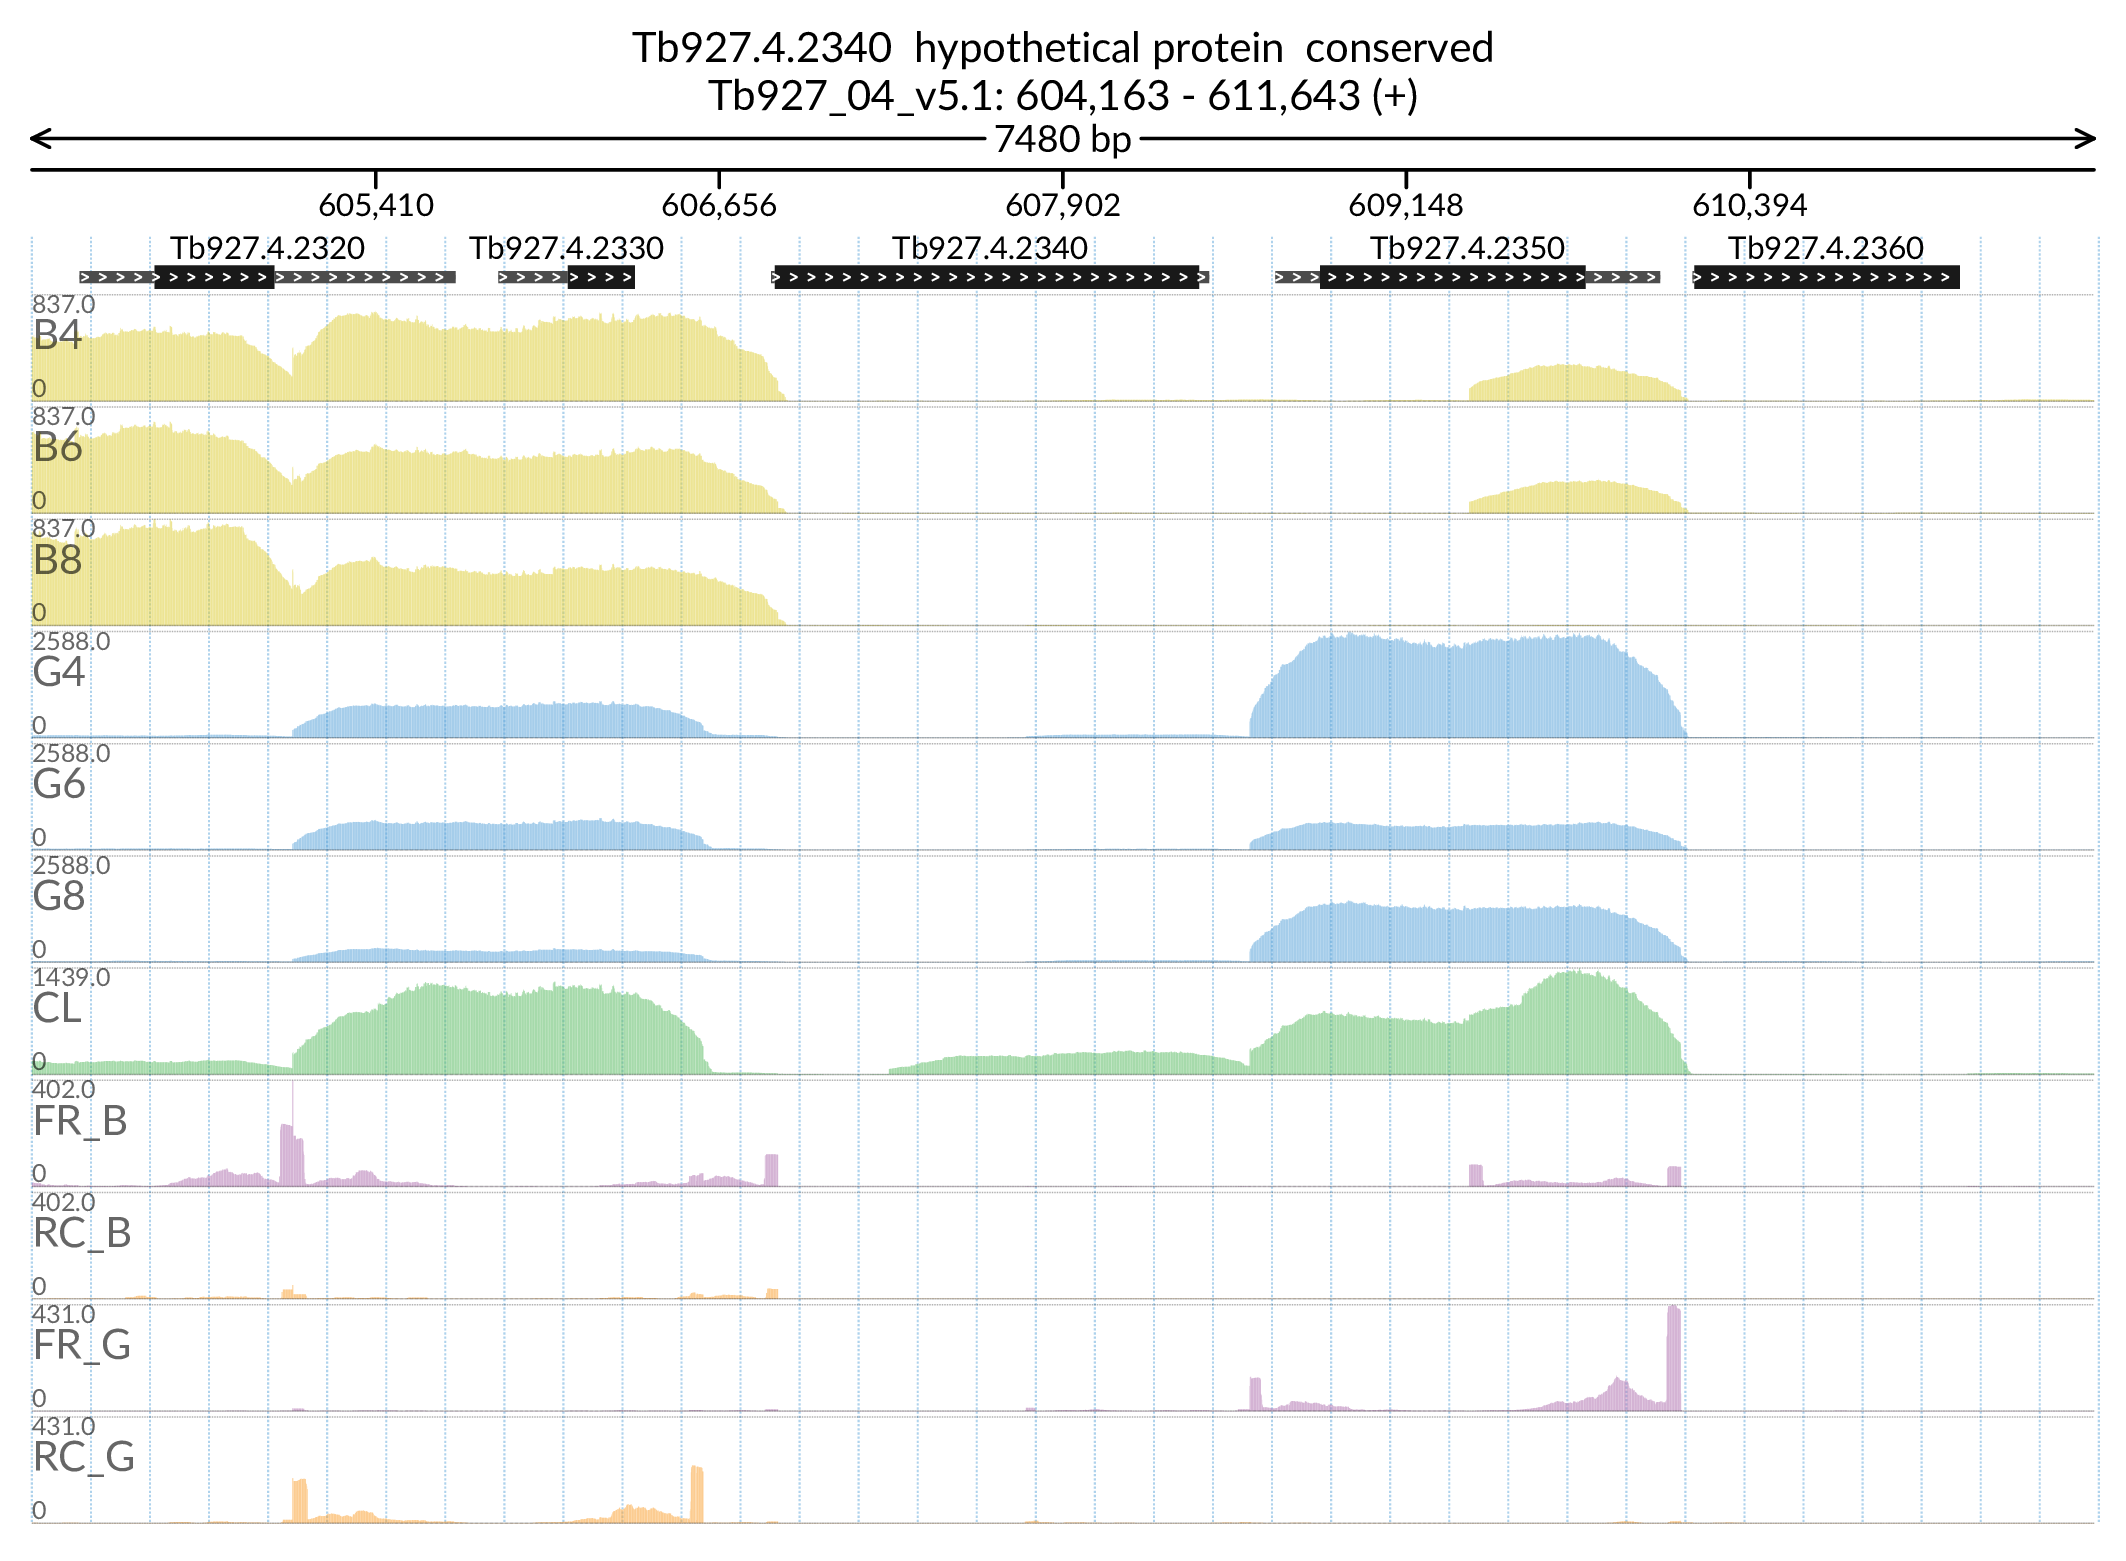 Tb927.4.2340  hypothetical protein  conserved
Tb927_04_v5.1: 604,163 - 611,643 (+)
7480 bp
605,410 606,656 607,902 609,148 610,394
Tb927.4.2320 Tb927.4.2330 Tb927.4.2340 Tb927.4.2350 Tb927.4.2360
837.0
B4
0
837.0
B6
0
837.0
B8
0
2588.0
G4
0
2588.0
G6
0
2588.0
G8
0
1439.0
CL
0
402.0
FR_B
0
402.0
RC_B
0
431.0
FR_G
0
431.0
RC_G
0